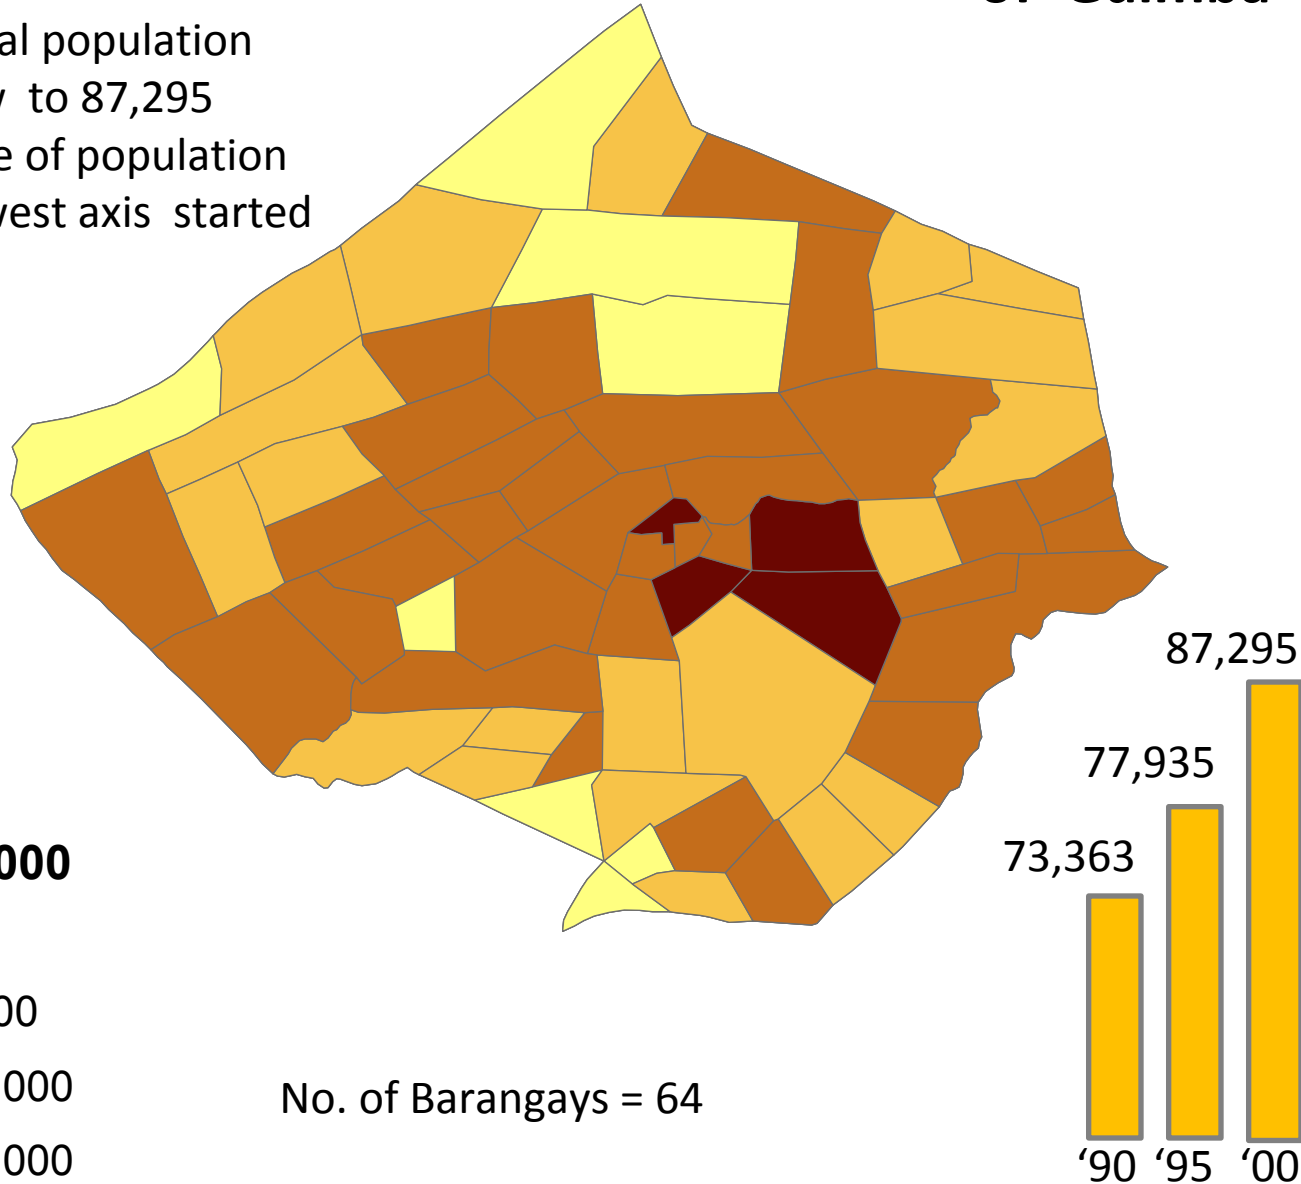 al population
to 87,295
e of population
west axis started
000
00
000
000
No. of Barangays = 64
87,295
77,935
73,363
‘90 ‘95 ‘00